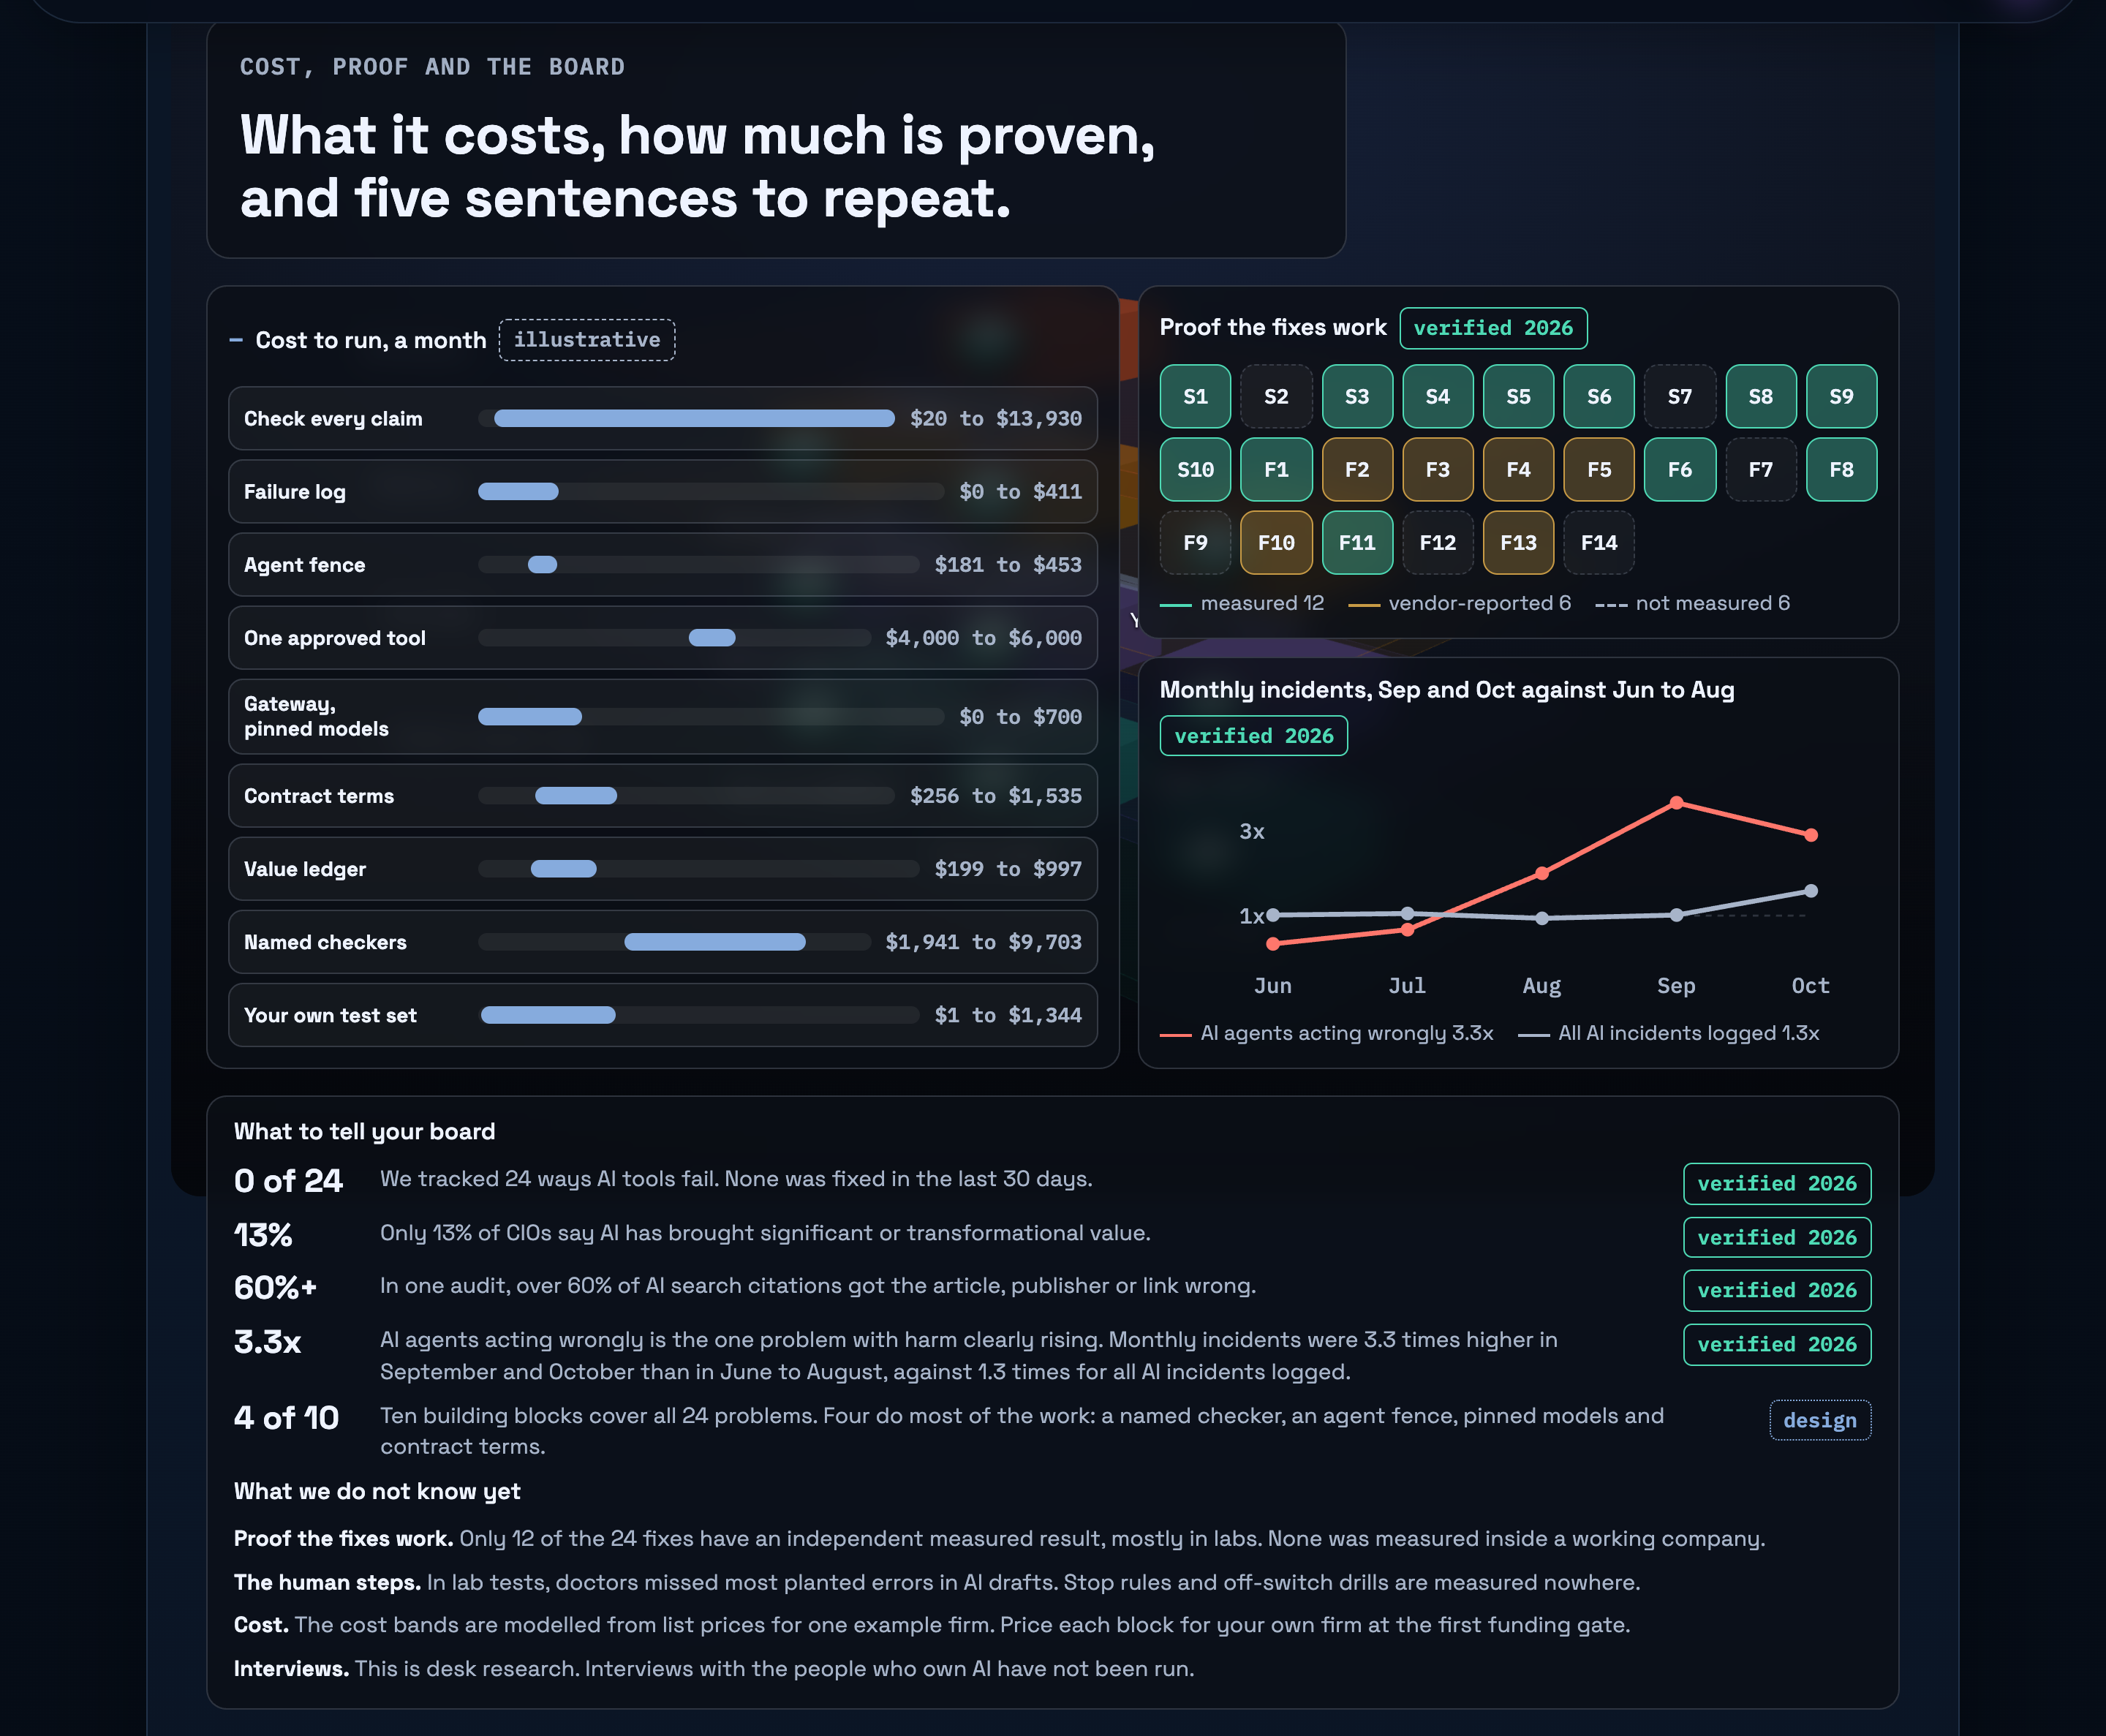 COST, PROOF AND THE BOARD
What it costs, how much is proven,
and five sentences to repeat.
Cost to run, a month illustrative
Check every claim $20 to $13,930
Failure log $0 to $411
Agent fence $181 to $453
One approved tool $4,000 to $6,000
Gateway,
pinned models $0 to $700
Contract terms $256 to $1,535
Value ledger $199 to $997
Named checkers $1,941 to $9,703
Your own test set $1 to $1,344
Proof the fixes work verified 2026
S1 S2 S3 S4 S5 S6 S7 S8 S9
S10 F1 F2 F3 F4 F5 F6 F7 F8
F9 F10 F11 F12 F13 F14
measured 12 vendor-reported 6 not measured 6
Monthly incidents, Sep and Oct against Jun to Aug
verified 2026
3x
1x
Jun Jul Aug Sep Oct
AI agents acting wrongly 3.3x All AI incidents logged 1.3x
What to tell your board
0 of 24 We tracked 24 ways AI tools fail. None was fixed in the last 30 days. verified 2026
13% Only 13% of CIOs say AI has brought significant or transformational value. verified 2026
60%+ In one audit, over 60% of AI search citations got the article, publisher or link wrong. verified 2026
3.3x AI agents acting wrongly is the one problem with harm clearly rising. Monthly incidents were 3.3 times higher in verified 2026
September and October than in June to August, against 1.3 times for all AI incidents logged.
4 of 10 Ten building blocks cover all 24 problems. Four do most of the work: a named checker, an agent fence, pinned models and design
contract terms.
What we do not know yet
Proof the fixes work. Only 12 of the 24 fixes have an independent measured result, mostly in labs. None was measured inside a working company.
The human steps. In lab tests, doctors missed most planted errors in AI drafts. Stop rules and off-switch drills are measured nowhere.
Cost. The cost bands are modelled from list prices for one example firm. Price each block for your own firm at the first funding gate.
Interviews. This is desk research. Interviews with the people who own AI have not been run.